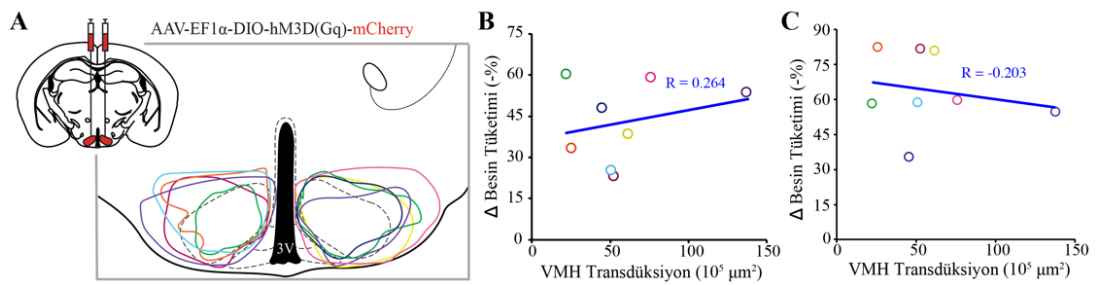 A
AAV-EF1α-DIO-hM3D(Gq)-mCherry
3V
B
Δ Besin Tüketimi (-%)
75
60
45
30
15
0
R = 0.264
0
50
100
150
VMH Transdüksiyon (10⁵ µm²)
C
Δ Besin Tüketimi (-%)
90
75
60
45
30
15
0
R = -0.203
0
50
100
150
VMH Transdüksiyon (10⁵ µm²)